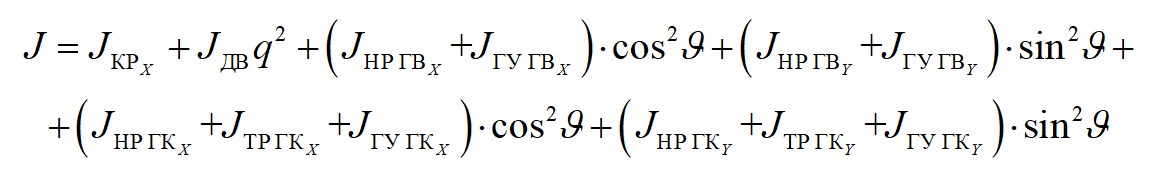 J = J_{КР_X} + J_{ДВ} q^2 + (J_{НР ГВ_X} + J_{ГУ ГВ_X}) · cos^2 ϑ + (J_{НР ГВ_Y} + J_{ГУ ГВ_Y}) · sin^2 ϑ +
+ (J_{НР ГК_X} + J_{ТР ГК_X} + J_{ГУ ГК_X}) · cos^2 ϑ + (J_{НР ГК_Y} + J_{ТР ГК_Y} + J_{ГУ ГК_Y}) · sin^2 ϑ